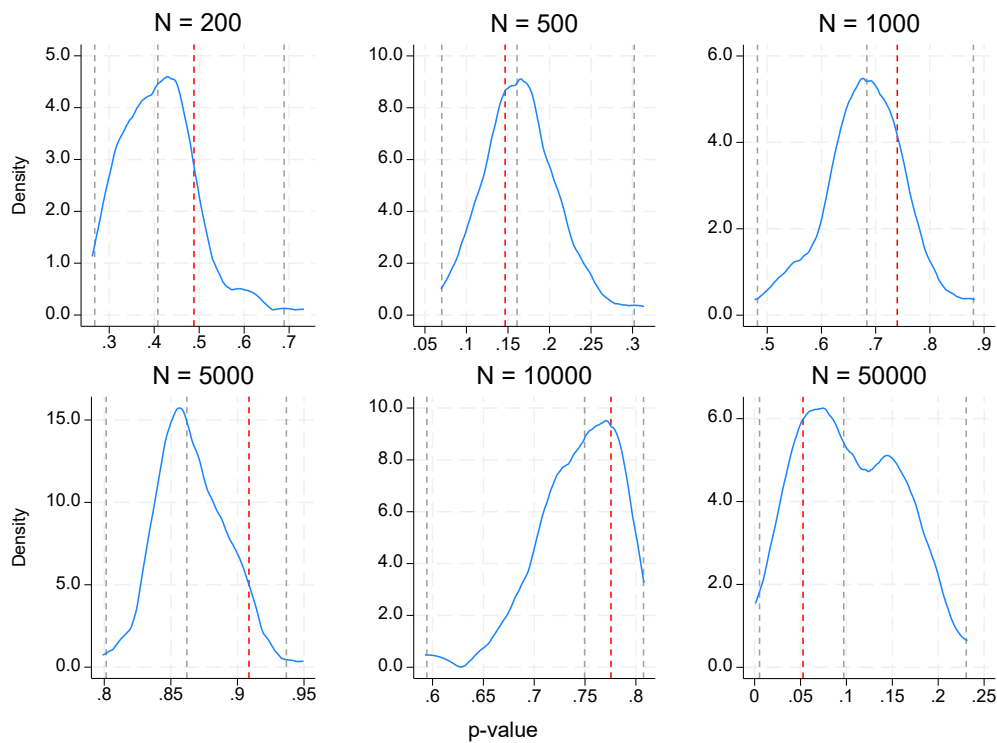 N = 200
N = 500
N = 1000
Density
5.0
4.0
3.0
2.0
1.0
0.0
.3 .4 .5 .6 .7
10.0
8.0
6.0
4.0
2.0
0.0
.05 .1 .15 .2 .25 .3
6.0
4.0
2.0
0.0
.5 .6 .7 .8 .9
N = 5000
N = 10000
N = 50000
Density
15.0
10.0
5.0
0.0
.8 .85 .9 .95
10.0
8.0
6.0
4.0
2.0
0.0
.6 .65 .7 .75 .8
6.0
4.0
2.0
0.0
0 .05 .1 .15 .2 .25
p-value